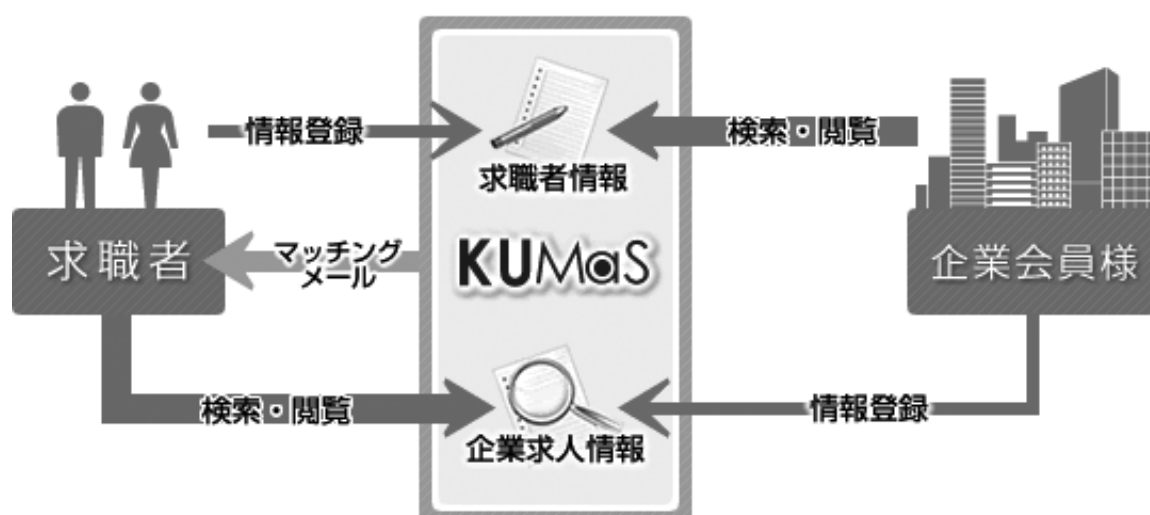 情報登録
検索・閲覧
求職者情報
求職者
マッチング
メール
KUMaS
企業会員様
検索・閲覧
情報登録
企業求人情報